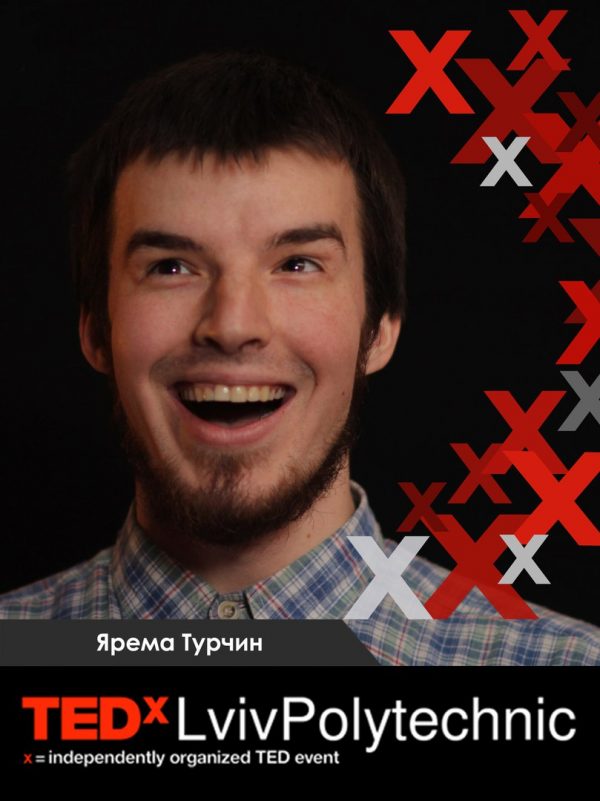 Ярема Турчин
TEDx LvivPolytechnic
x = independently organized TED event